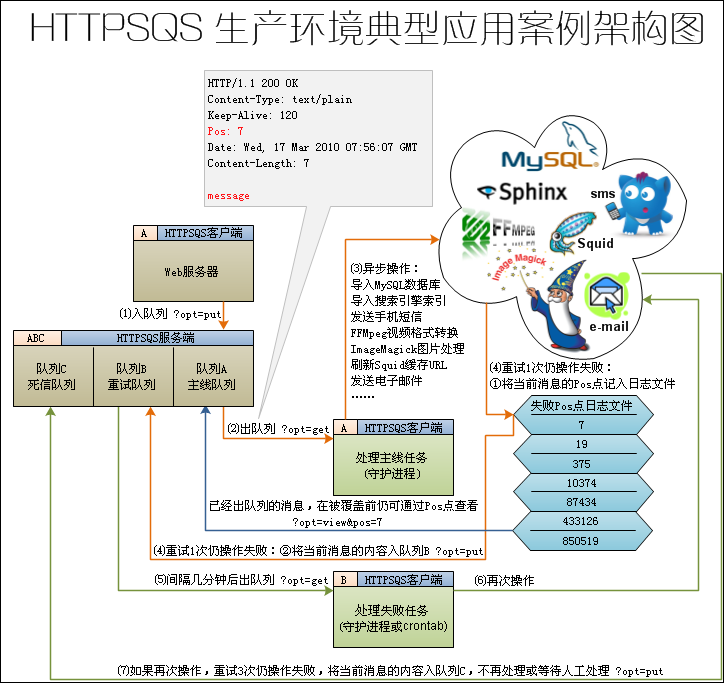 HTTPSQS 生产环境典型应用案例架构图
HTTP/1.1 200 OK
Content-Type: text/plain
Keep-Alive: 120
Pos: 7
Date: Wed, 17 Mar 2010 07:56:07 GMT
Content-Length: 7
message
MySQL
Sphinx
sms
FFMPEG
Squid
Image Magick
e-mail
A HTTPSQS客户端
Web服务器
(1)入队列 ?opt=put
ABC HTTPSQS服务端
队列C
死信队列
队列B
重试队列
队列A
主线队列
(2)出队列 ?opt=get
(3)异步操作：
导入MySQL数据库
导入搜索引擎索引
发送手机短信
FFMpeg视频格式转换
ImageMagick图片处理
刷新Squid缓存URL
发送电子邮件
……
A HTTPSQS客户端
处理主线任务
(守护进程)
(4)重试1次仍操作失败：
①将当前消息的Pos点记入日志文件
失败Pos点日志文件
7
19
375
10374
87434
433126
850519
已经出队列的消息，在被覆盖前仍可通过Pos点查看
?opt=view&pos=7
(4)重试1次仍操作失败：②将当前消息的内容入队列B ?opt=put
(5)间隔几分钟后出队列 ?opt=get
B HTTPSQS客户端
处理失败任务
(守护进程或crontab)
(6)再次操作
(7)如果再次操作，重试3次仍操作失败，将当前消息的内容入队列C，不再处理或等待人工处理 ?opt=put